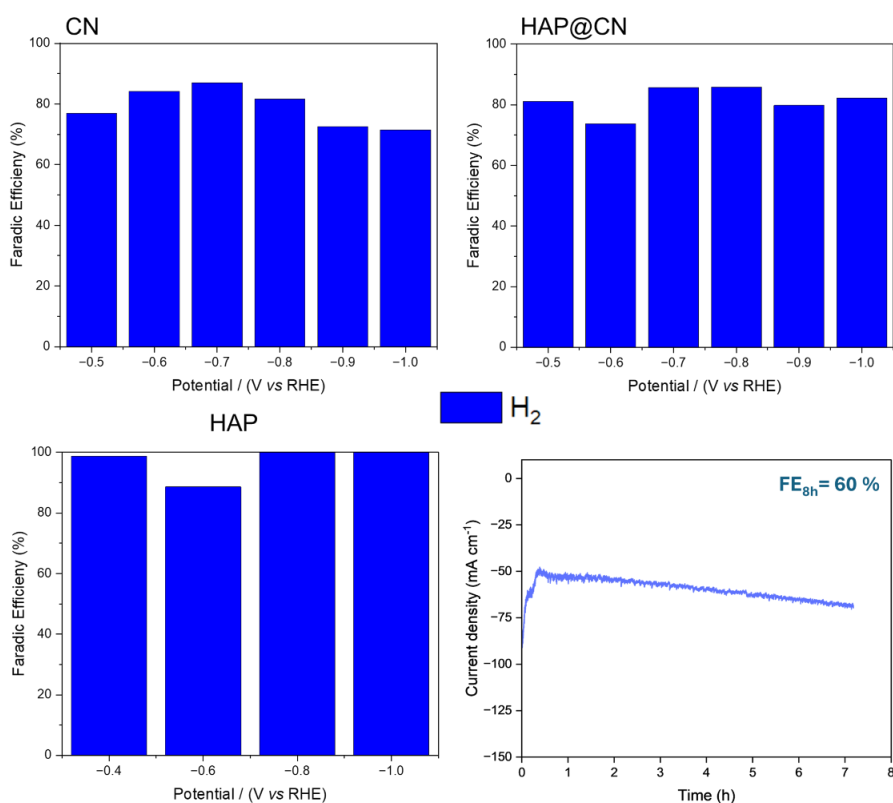 CN
100
80
60
40
20
0
Faradic Efficieny (%)
−0.5 −0.6 −0.7 −0.8 −0.9 −1.0
Potential / (V vs RHE)
HAP@CN
100
80
60
40
20
0
Faradic Efficieny (%)
−0.5 −0.6 −0.7 −0.8 −0.9 −1.0
Potential / (V vs RHE)
H₂
HAP
100
80
60
40
20
0
Faradic Efficieny (%)
−0.4 −0.6 −0.8 −1.0
Potential / (V vs RHE)
FE₈ₕ= 60 %
0
−25
−50
−75
−100
−125
−150
Current density (mA cm⁻¹)
0 1 2 3 4 5 6 7 8
Time (h)